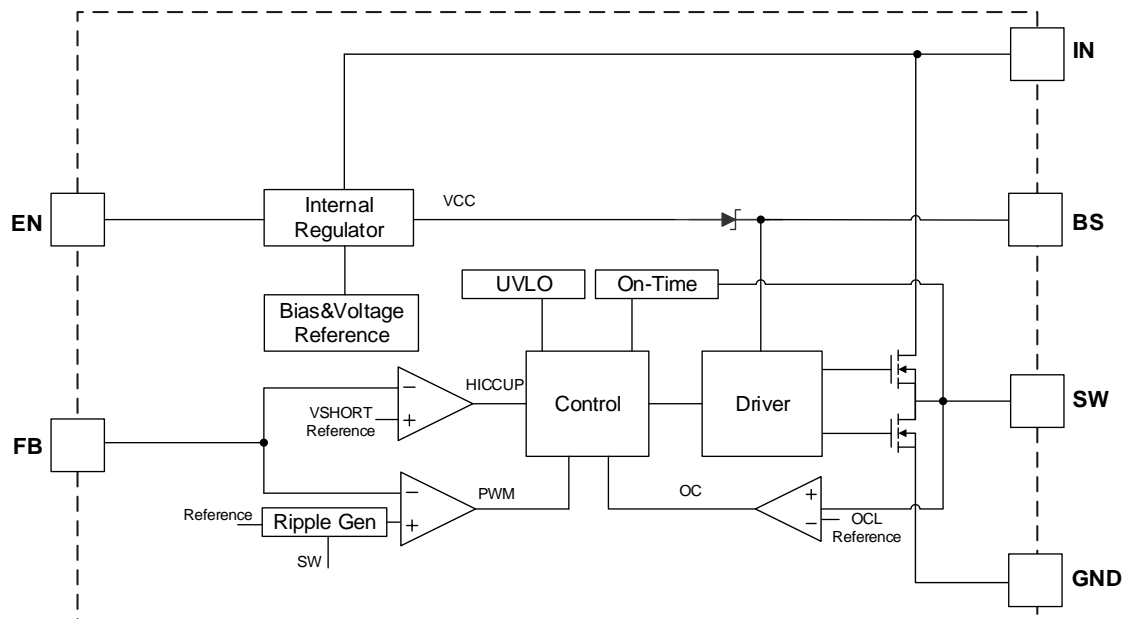 IN
EN
Internal
Regulator
VCC
BS
UVLO
On-Time
Bias&Voltage
Reference
HICCUP
VSHORT
Reference
Control
Driver
SW
FB
Reference
Ripple Gen
SW
PWM
OC
OCL
Reference
GND
−
+
−
+
+
−